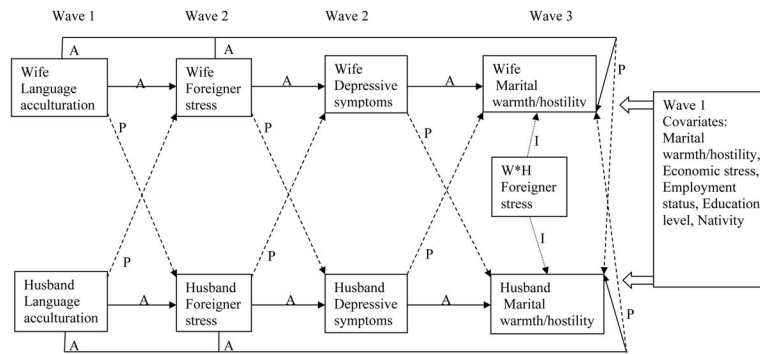 Wave 1 Wave 2 Wave 2 Wave 3
A A
Wife
Language
acculturation
A
Wife
Foreigner
stress
A
Wife
Depressive
symptoms
A
Wife
Marital
warmth/hostility
P
P P P
Wave 1
Covariates:
Marital
warmth/hostility,
Economic stress,
Employment
status, Education
level, Nativity
I
W*H
Foreigner
stress
I
P P P
Husband
Language
acculturation
A
Husband
Foreigner
stress
A
Husband
Depressive
symptoms
A
Husband
Marital
warmth/hostility
P
A A